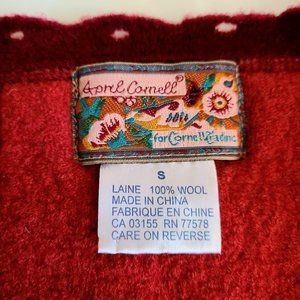 April Cornell
for Cornell Trading
S
LAINE 100% WOOL
MADE IN CHINA
FABRIQUE EN CHINE
CA 03155 RN 77578
CARE ON REVERSE